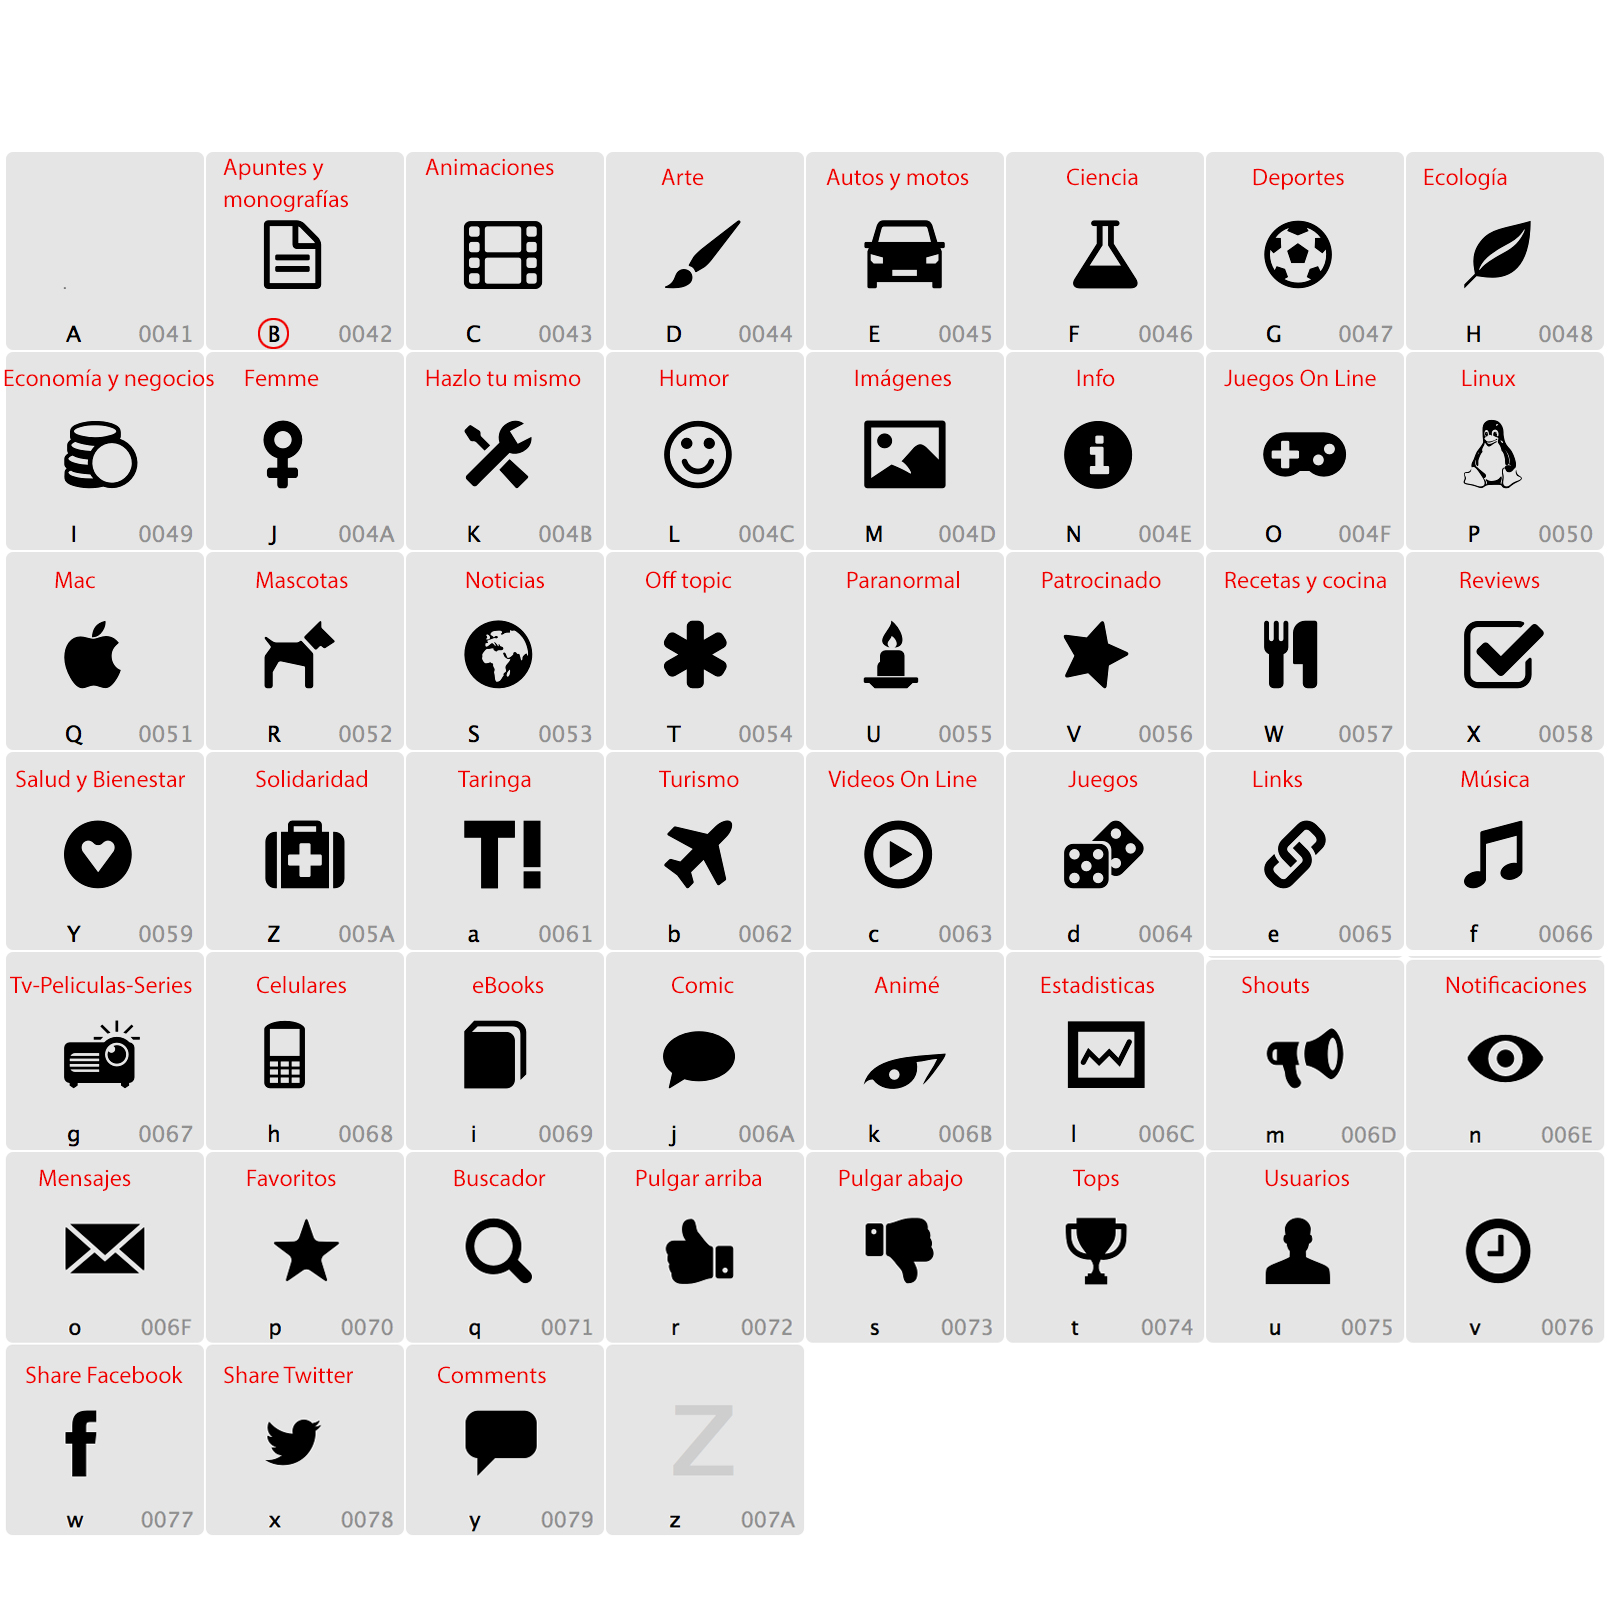 Apuntes y
monografías
Animaciones
Arte
Autos y motos
Ciencia
Deportes
Ecología
A 0041
B 0042
C 0043
D 0044
E 0045
F 0046
G 0047
H 0048
Economía y negocios
Femme
Hazlo tu mismo
Humor
Imágenes
Info
Juegos On Line
Linux
I 0049
J 004A
K 004B
L 004C
M 004D
N 004E
O 004F
P 0050
Mac
Mascotas
Noticias
Off topic
Paranormal
Patrocinado
Recetas y cocina
Reviews
Q 0051
R 0052
S 0053
T 0054
U 0055
V 0056
W 0057
X 0058
Salud y Bienestar
Solidaridad
Taringa
Turismo
Videos On Line
Juegos
Links
Música
T!
Y 0059
Z 005A
a 0061
b 0062
c 0063
d 0064
e 0065
f 0066
Tv-Peliculas-Series
Celulares
eBooks
Comic
Animé
Estadisticas
Shouts
Notificaciones
g 0067
h 0068
i 0069
j 006A
k 006B
l 006C
m 006D
n 006E
Mensajes
Favoritos
Buscador
Pulgar arriba
Pulgar abajo
Tops
Usuarios
o 006F
p 0070
q 0071
r 0072
s 0073
t 0074
u 0075
v 0076
Share Facebook
Share Twitter
Comments
f
Z
w 0077
x 0078
y 0079
z 007A